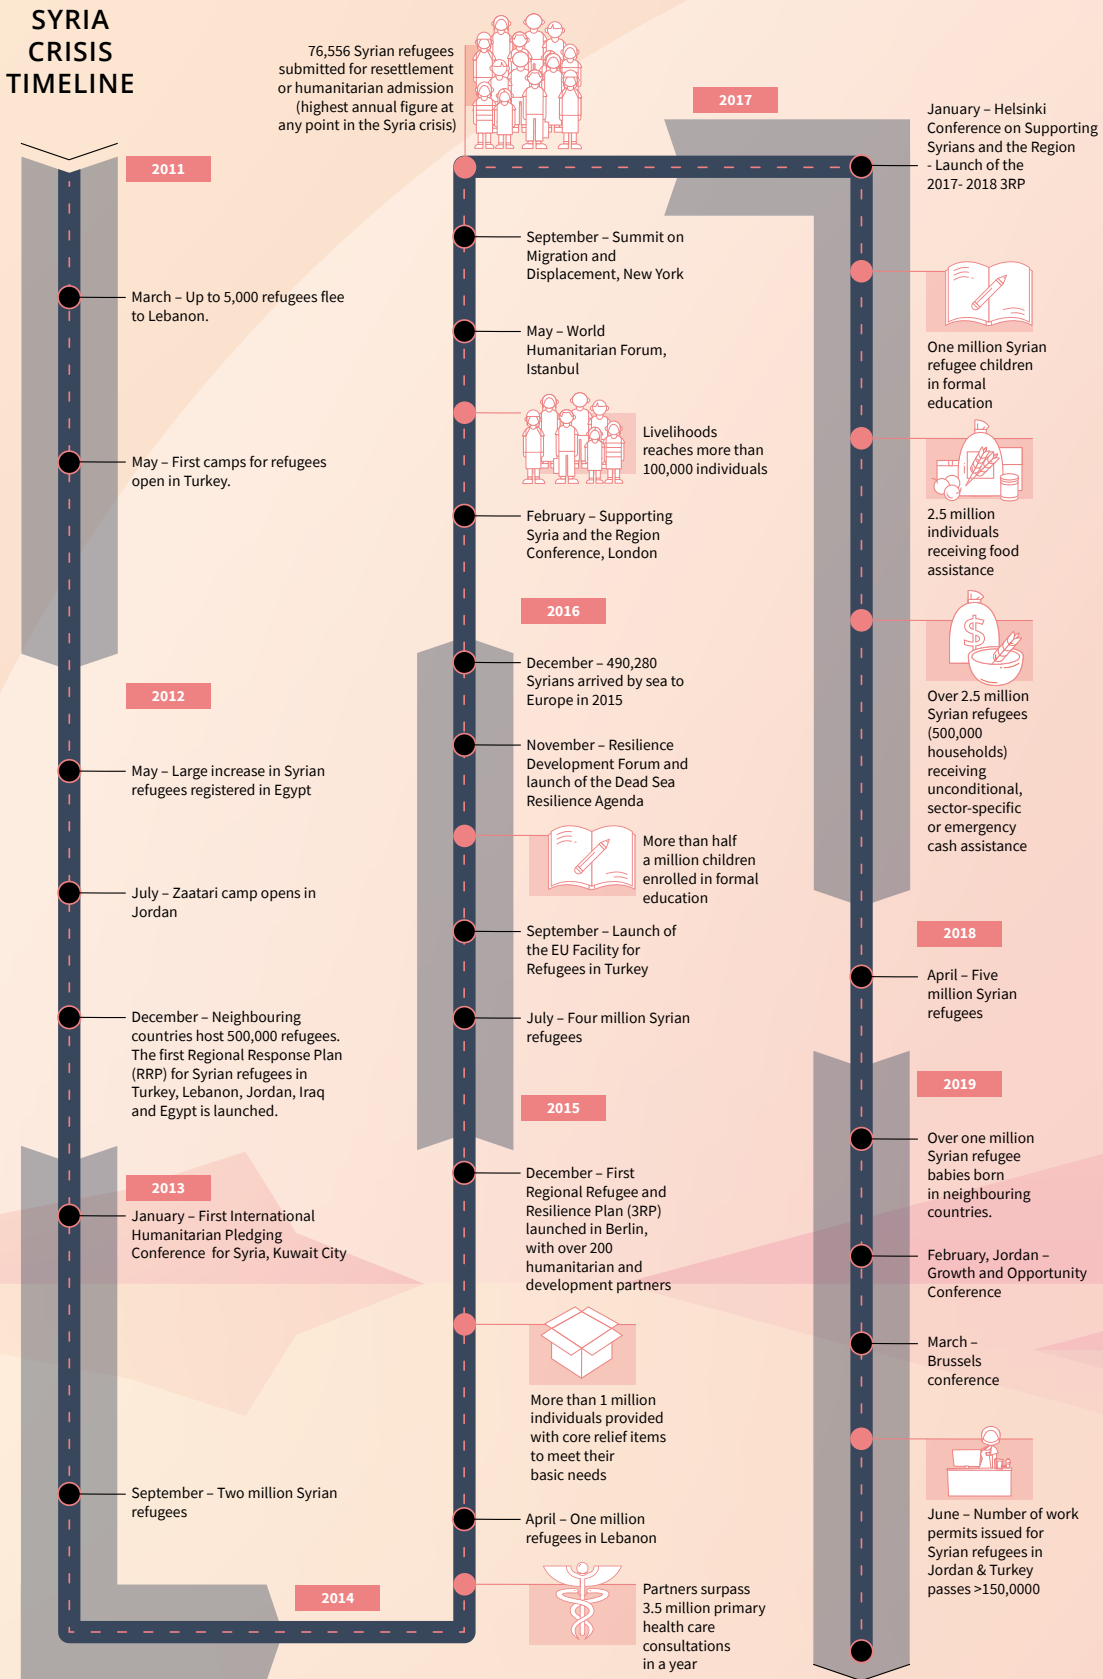 SYRIA
CRISIS
TIMELINE
2011
March – Up to 5,000 refugees flee
to Lebanon.
May – First camps for refugees
open in Turkey.
2012
May – Large increase in Syrian
refugees registered in Egypt
July – Zaatari camp opens in
Jordan
December – Neighbouring
countries host 500,000 refugees.
The first Regional Response Plan
(RRP) for Syrian refugees in
Turkey, Lebanon, Jordan, Iraq
and Egypt is launched.
2013
January – First International
Humanitarian Pledging
Conference for Syria, Kuwait City
September – Two million Syrian
refugees
2014
Partners surpass
3.5 million primary
health care
consultations
in a year
April – One million
refugees in Lebanon
More than 1 million
individuals provided
with core relief items
to meet their
basic needs
December – First
Regional Refugee and
Resilience Plan (3RP)
launched in Berlin,
with over 200
humanitarian and
development partners
2015
July – Four million Syrian
refugees
September – Launch of
the EU Facility for
Refugees in Turkey
More than half
a million children
enrolled in formal
education
November – Resilience
Development Forum and
launch of the Dead Sea
Resilience Agenda
December – 490,280
Syrians arrived by sea to
Europe in 2015
2016
February – Supporting
Syria and the Region
Conference, London
Livelihoods
reaches more than
100,000 individuals
May – World
Humanitarian Forum,
Istanbul
September – Summit on
Migration and
Displacement, New York
76,556 Syrian refugees
submitted for resettlement
or humanitarian admission
(highest annual figure at
any point in the Syria crisis)
2017
January – Helsinki
Conference on Supporting
Syrians and the Region
- Launch of the
2017- 2018 3RP
One million Syrian
refugee children
in formal
education
2.5 million
individuals
receiving food
assistance
$
Over 2.5 million
Syrian refugees
(500,000
households)
receiving
unconditional,
sector-specific
or emergency
cash assistance
2018
April – Five
million Syrian
refugees
2019
Over one million
Syrian refugee
babies born
in neighbouring
countries.
February, Jordan –
Growth and Opportunity
Conference
March –
Brussels
conference
June – Number of work
permits issued for
Syrian refugees in
Jordan & Turkey
passes >150,0000